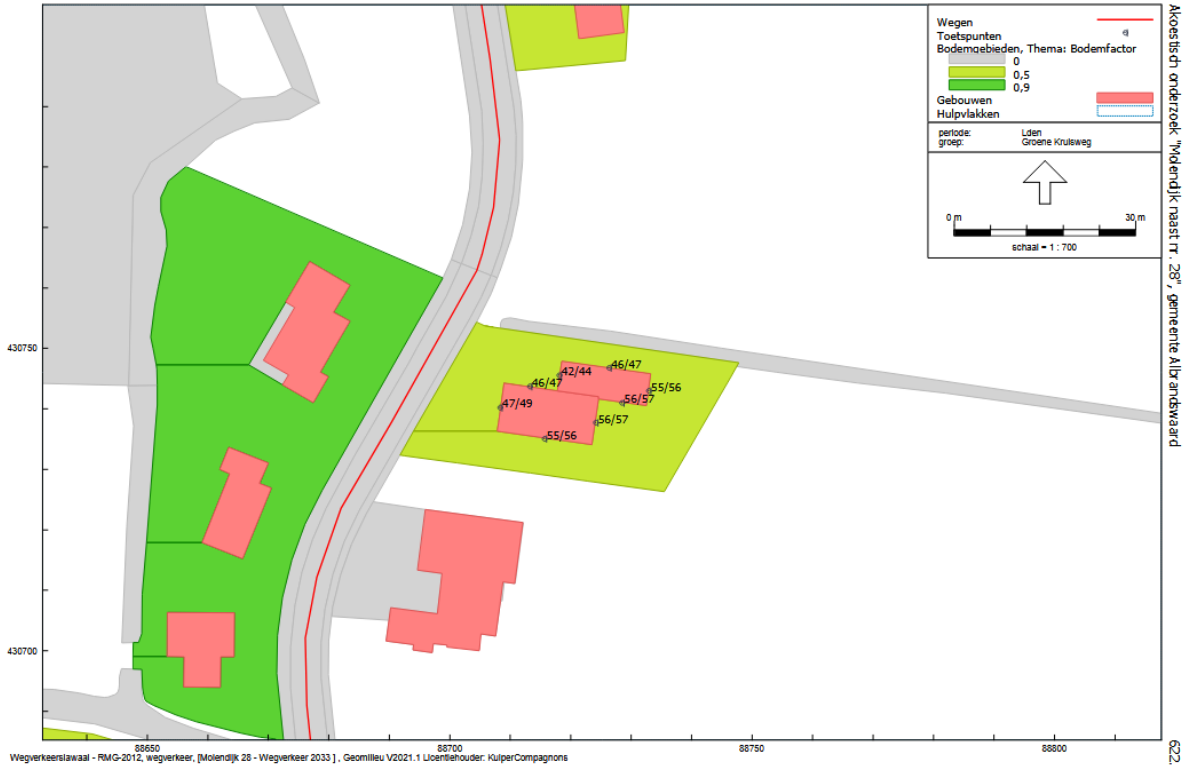 Wegen
Toetspunten
Bodemgebieden, Thema: Bodemfactor
0
0,5
0,9
Gebouwen
Hulpvlakken
periode: Lden
groep: Groene Kruisweg
0 m 30 m
schaal = 1 : 700
Akoestisch onderzoek "Molendijk naast nr. 28", gemeente Albrandswaard
622.
430750
430700
46/47
42/44
46/47
55/56
47/49
56/57
56/57
55/56
88650 88700 88750 88800
Wegverkeerslawaai - RMG-2012, wegverkeer, [Molendijk 28 - Wegverkeer 2033 ] , Geomilieu V2021.1 Licentiehouder: KuiperCompagnons